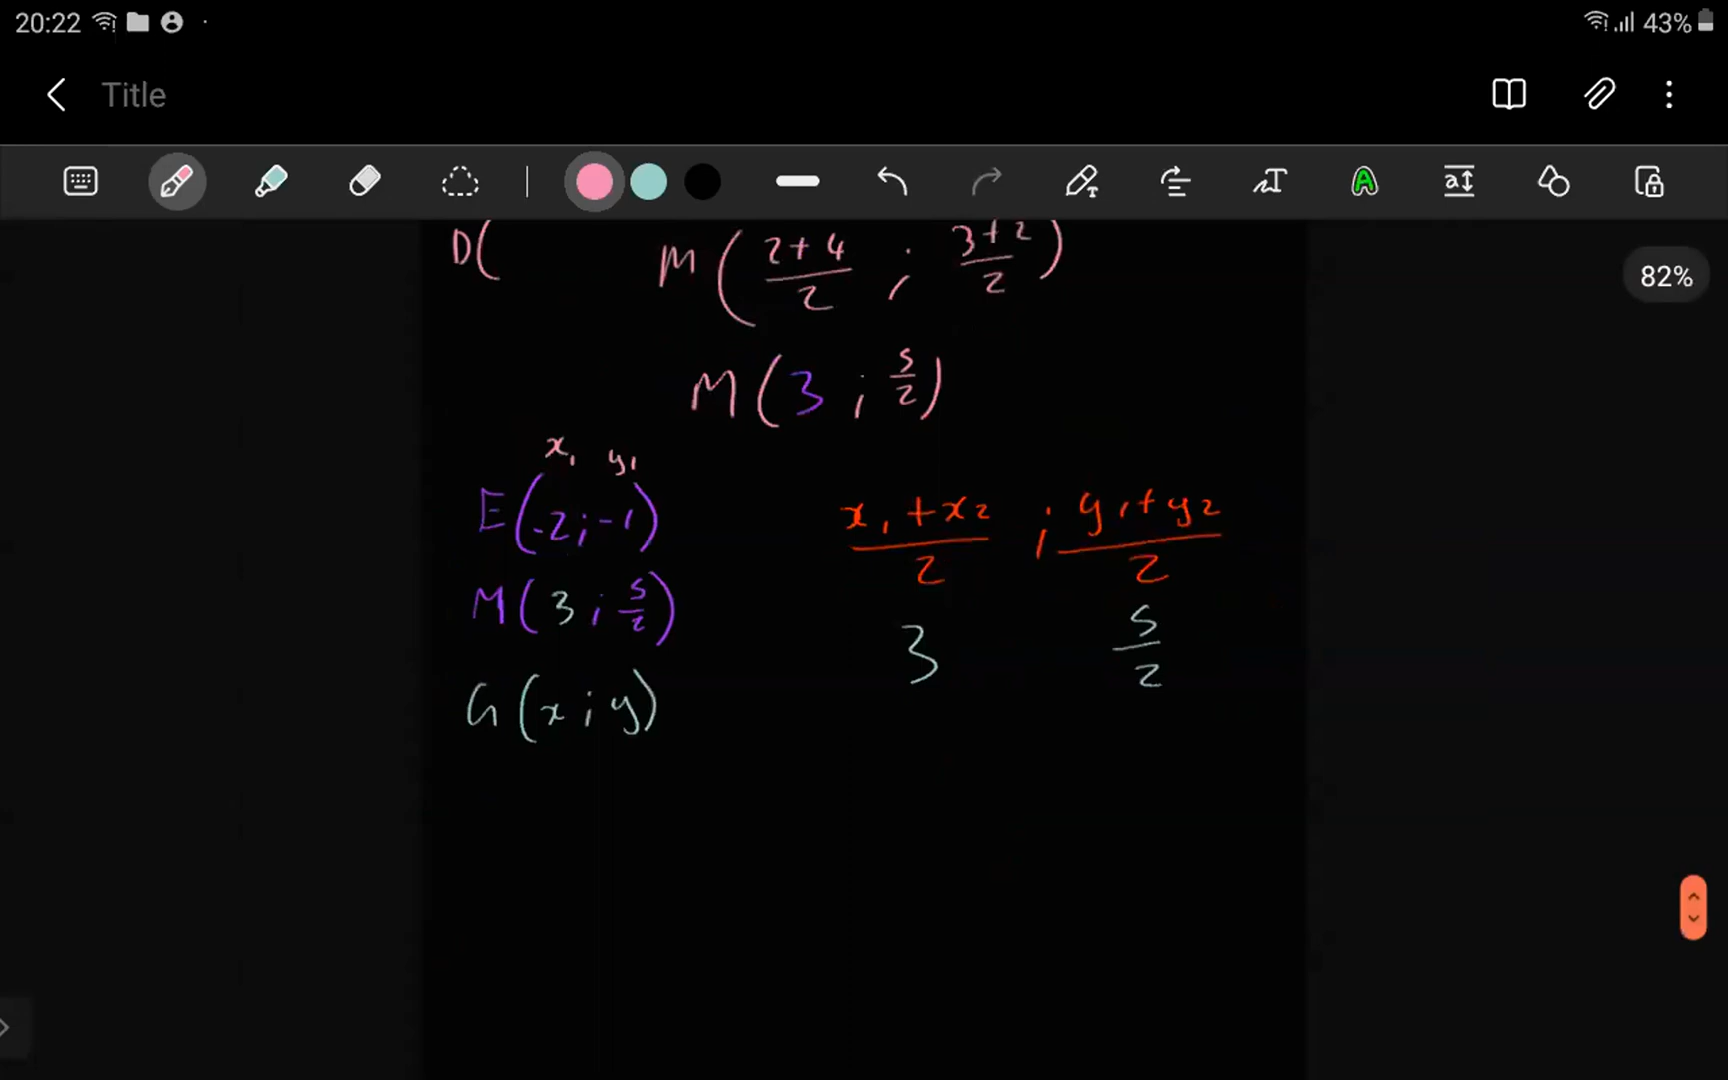 20:22 43%
Title
82%
D( M(2+4/2 ; 3+2/2)
M(3 ; 5/2)
x₁ y₁
E(-2;-1) x₁+x₂/2 ; y₁+y₂/2
M(3 ; 5/2) 3 5/2
G(x;y)